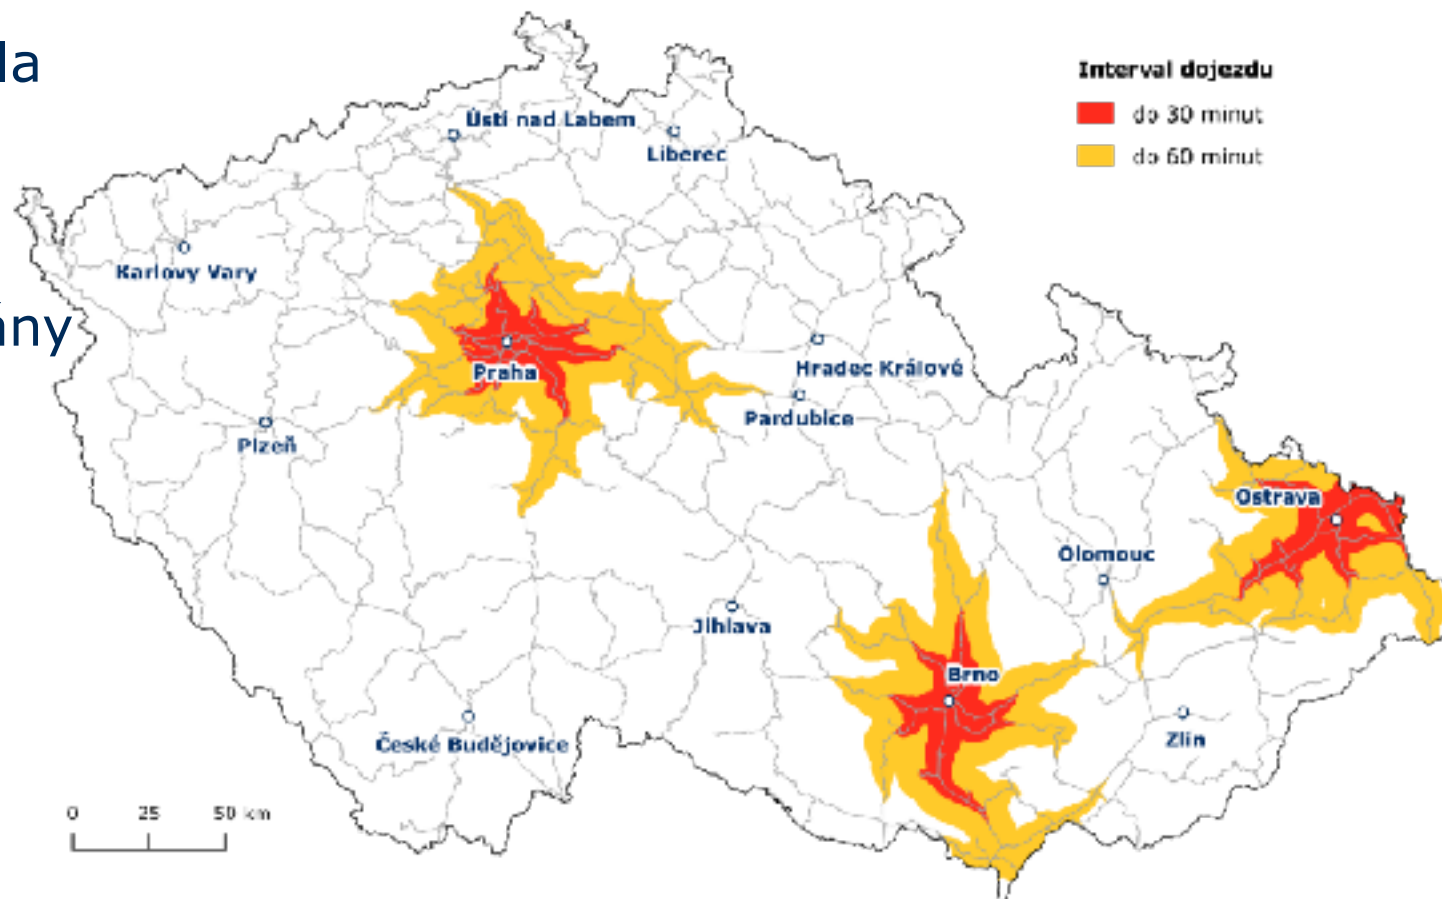 da
ány
Interval dojezdu
do 30 minut
do 60 minut
Ústí nad Labem
Liberec
Karlovy Vary
Praha
Hradec Králové
Pardubice
Plzeň
Ostrava
Olomouc
Jihlava
Brno
České Budějovice
Zlín
0 25 50 km